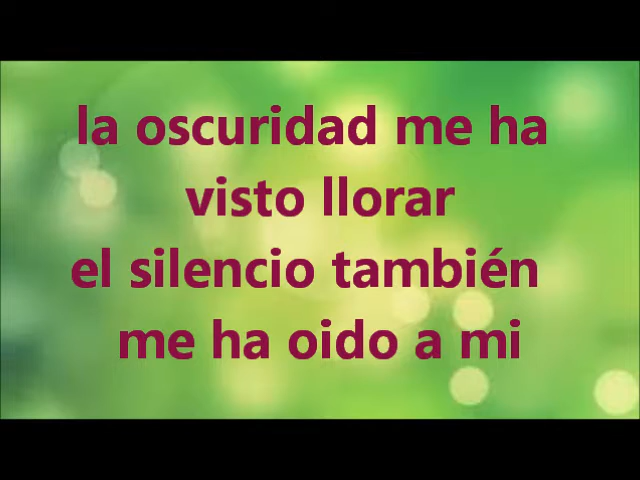 la oscuridad me ha
visto llorar
el silencio también
me ha oido a mi